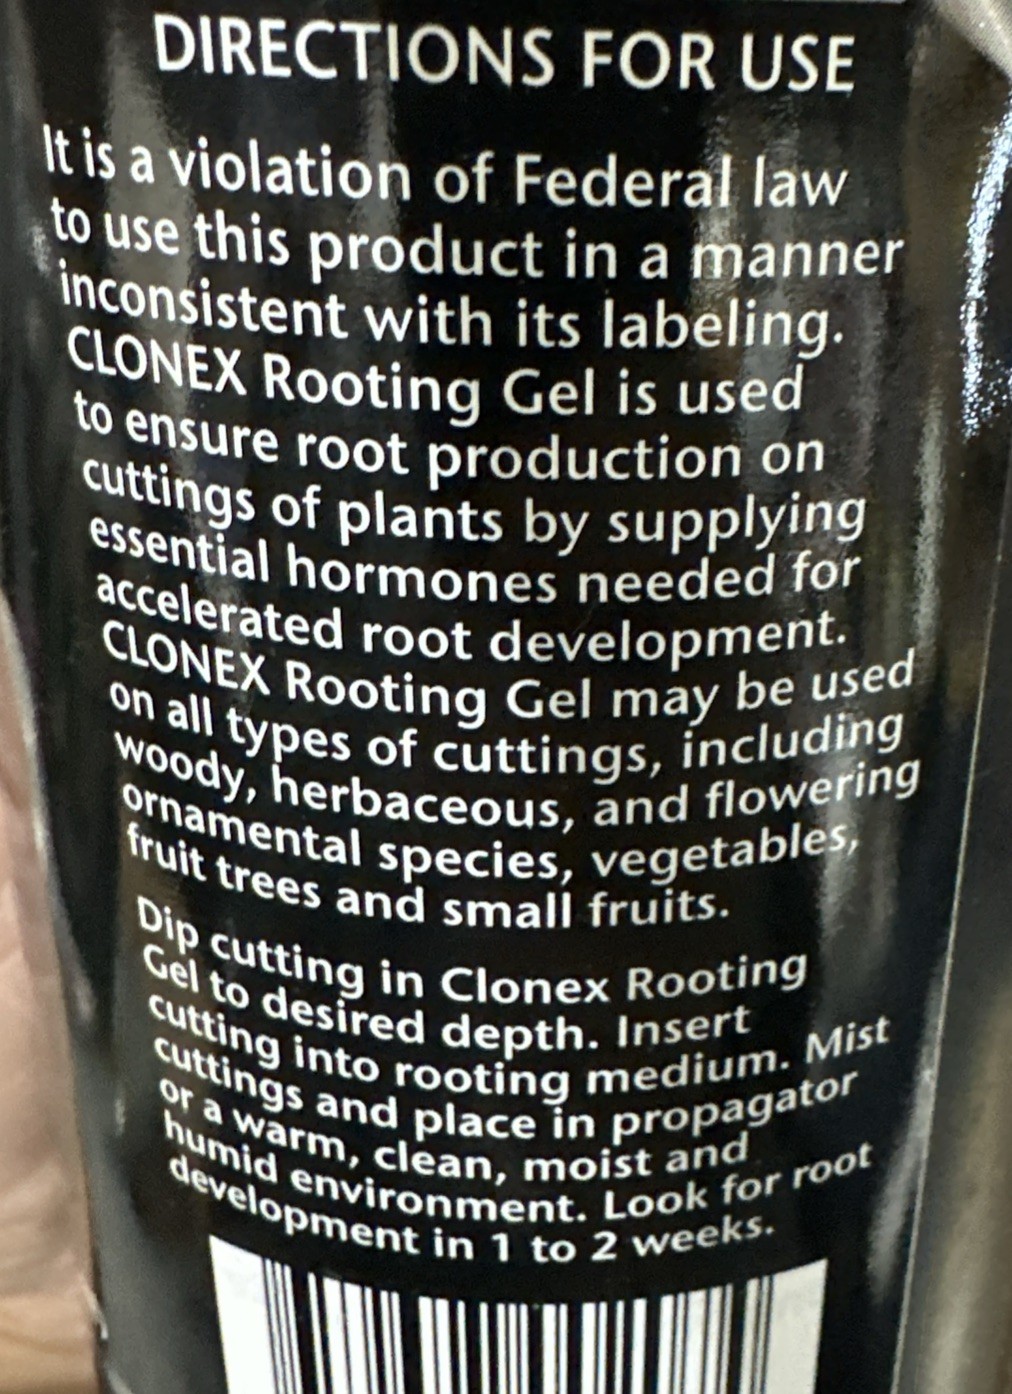 DIRECTIONS FOR USE
It is a violation of Federal law
to use this product in a manner
inconsistent with its labeling.
CLONEX Rooting Gel is used
to ensure root production on
cuttings of plants by supplying
essential hormones needed for
accelerated root development.
CLONEX Rooting Gel may be used
on all types of cuttings, including
woody, herbaceous, and flowering
ornamental species, vegetables,
fruit trees and small fruits.
Dip cutting in Clonex Rooting
Gel to desired depth. Insert
cutting into rooting medium. Mist
cuttings and place in propagator
or a warm, clean, moist and
humid environment. Look for root
development in 1 to 2 weeks.